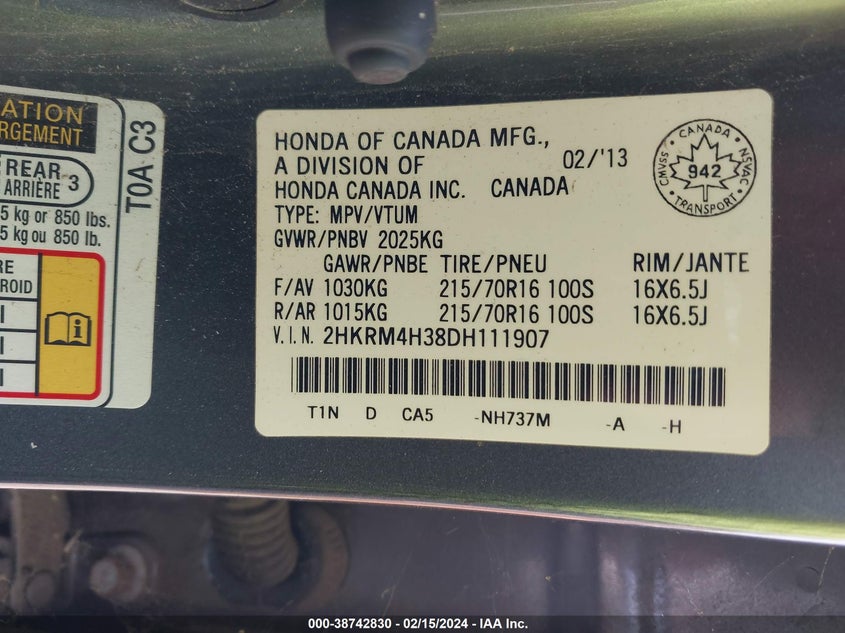 ATION
RGEMENT
REAR
ARRIÈRE 3
5 kg or 850 lbs.
5 kg ou 850 lb.
RE
ROID
T0A C3
HONDA OF CANADA MFG.,
A DIVISION OF 02/'13
HONDA CANADA INC. CANADA
TYPE: MPV/VTUM
GVWR/PNBV 2025KG
GAWR/PNBE TIRE/PNEU RIM/JANTE
F/AV 1030KG 215/70R16 100S 16X6.5J
R/AR 1015KG 215/70R16 100S 16X6.5J
V.I.N. 2HKRM4H38DH111907
T1N D CA5 -NH737M -A -H
CANADA
CMVSS 942 NSVAC
TRANSPORT
000-38742830 - 02/15/2024 - IAA Inc.